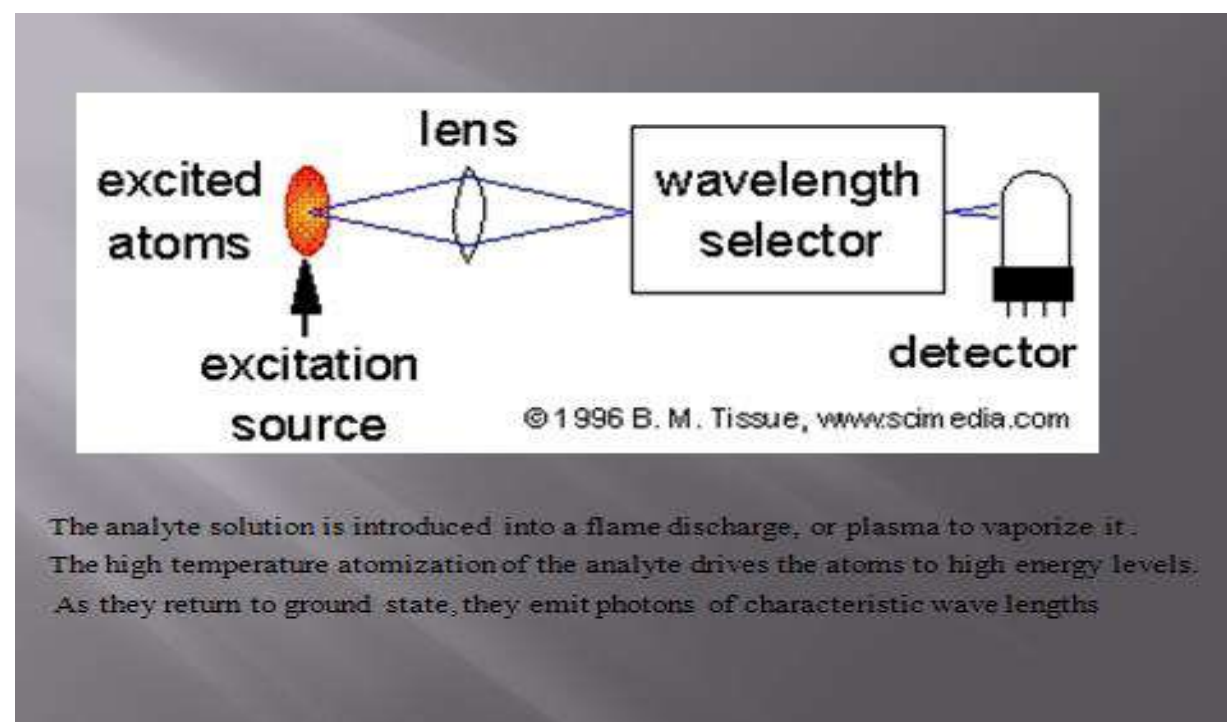 lens
excited
atoms
wavelength
selector
excitation
source
detector
© 1996 B. M. Tissue, www.scimedia.com
The analyte solution is introduced into a flame discharge, or plasma to vaporize it .
The high temperature atomization of the analyte drives the atoms to high energy levels.
As they return to ground state, they emit photons of characteristic wave lengths